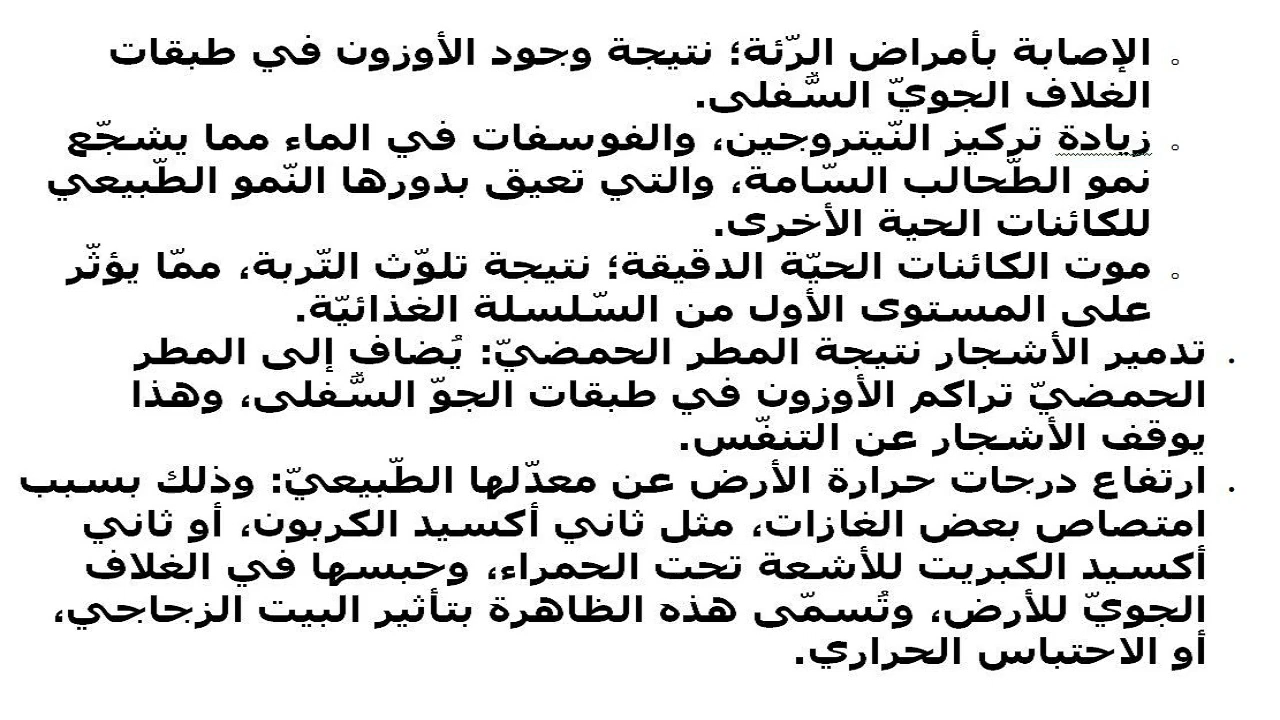 ◦ الإصابة بأمراض الرّئة؛ نتيجة وجود الأوزون في طبقات
الغلاف الجويّ السُّفلى.
◦ زيادة تركيز النّيتروجين، والفوسفات في الماء مما يشجّع
نمو الطّحالب السّامة، والتي تعيق بدورها النّمو الطّبيعي
للكائنات الحية الأخرى.
◦ موت الكائنات الحيّة الدقيقة؛ نتيجة تلوّث التّربة، ممّا يؤثّر
على المستوى الأول من السّلسلة الغذائيّة.
• تدمير الأشجار نتيجة المطر الحمضيّ: يُضاف إلى المطر
الحمضيّ تراكم الأوزون في طبقات الجوّ السُّفلى، وهذا
يوقف الأشجار عن التنفّس.
• ارتفاع درجات حرارة الأرض عن معدّلها الطّبيعيّ: وذلك بسبب
امتصاص بعض الغازات، مثل ثاني أكسيد الكربون، أو ثاني
أكسيد الكبريت للأشعة تحت الحمراء، وحبسها في الغلاف
الجويّ للأرض، وتُسمّى هذه الظاهرة بتأثير البيت الزجاجي،
أو الاحتباس الحراري.